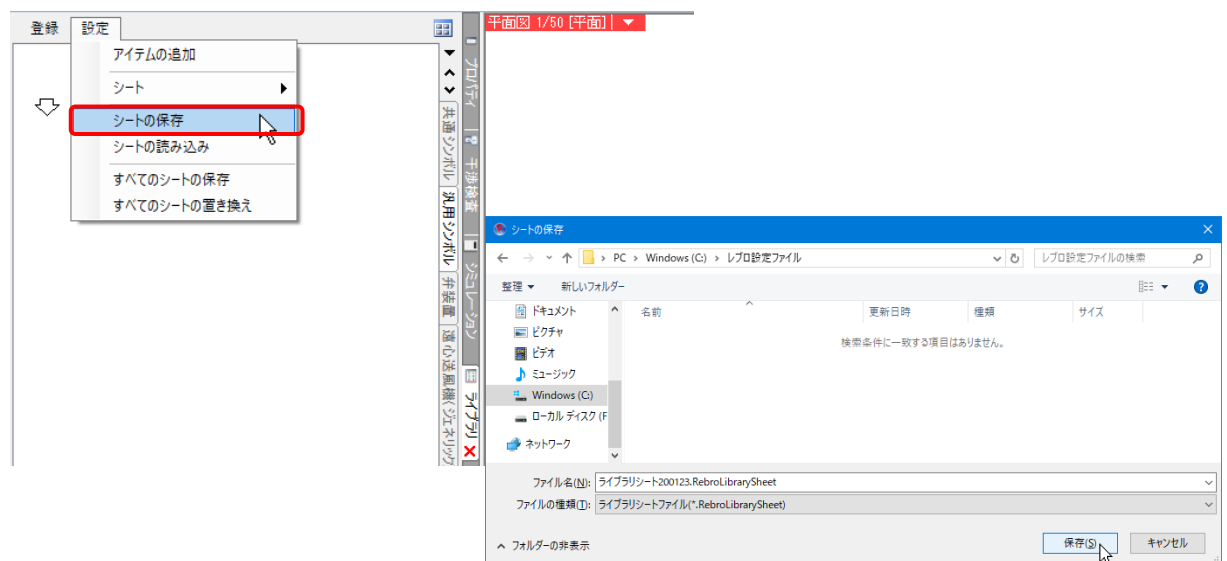 登録 設定
アイテムの追加
シート
シートの保存
シートの読み込み
すべてのシートの保存
すべてのシートの置き換え
プロパティ
干渉検査
シミュレーション
ライブラリ
共通シンボル
汎用シンボル
弁装置
遠心送風機(ジェネリック
平面図 1/50 [平面]
シートの保存
PC › Windows (C:) › レブロ設定ファイル
レブロ設定ファイルの検索
整理 新しいフォルダー
名前 更新日時 種類 サイズ
検索条件に一致する項目はありません。
ドキュメント
ピクチャ
ビデオ
ミュージック
Windows (C:)
ローカル ディスク (F
ネットワーク
ファイル名(N): ライブラリシート200123.RebroLibrarySheet
ファイルの種類(T): ライブラリシートファイル(*.RebroLibrarySheet)
フォルダーの非表示
保存(S) キャンセル